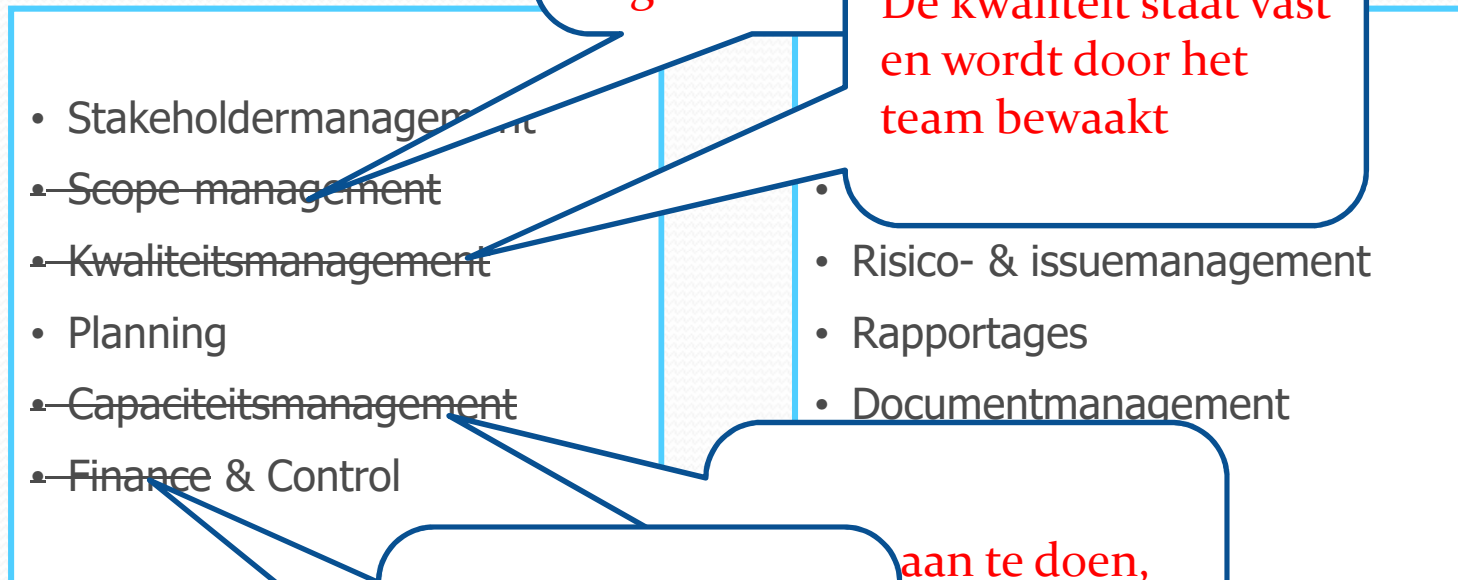 De kwaliteit staat vast
en wordt door het
team bewaakt
• Stakeholdermanagement
• Scope management
• Kwaliteitsmanagement
• Planning
• Capaciteitsmanagement
• Finance & Control
•
• Risico- & issuemanagement
• Rapportages
• Documentmanagement
aan te doen,